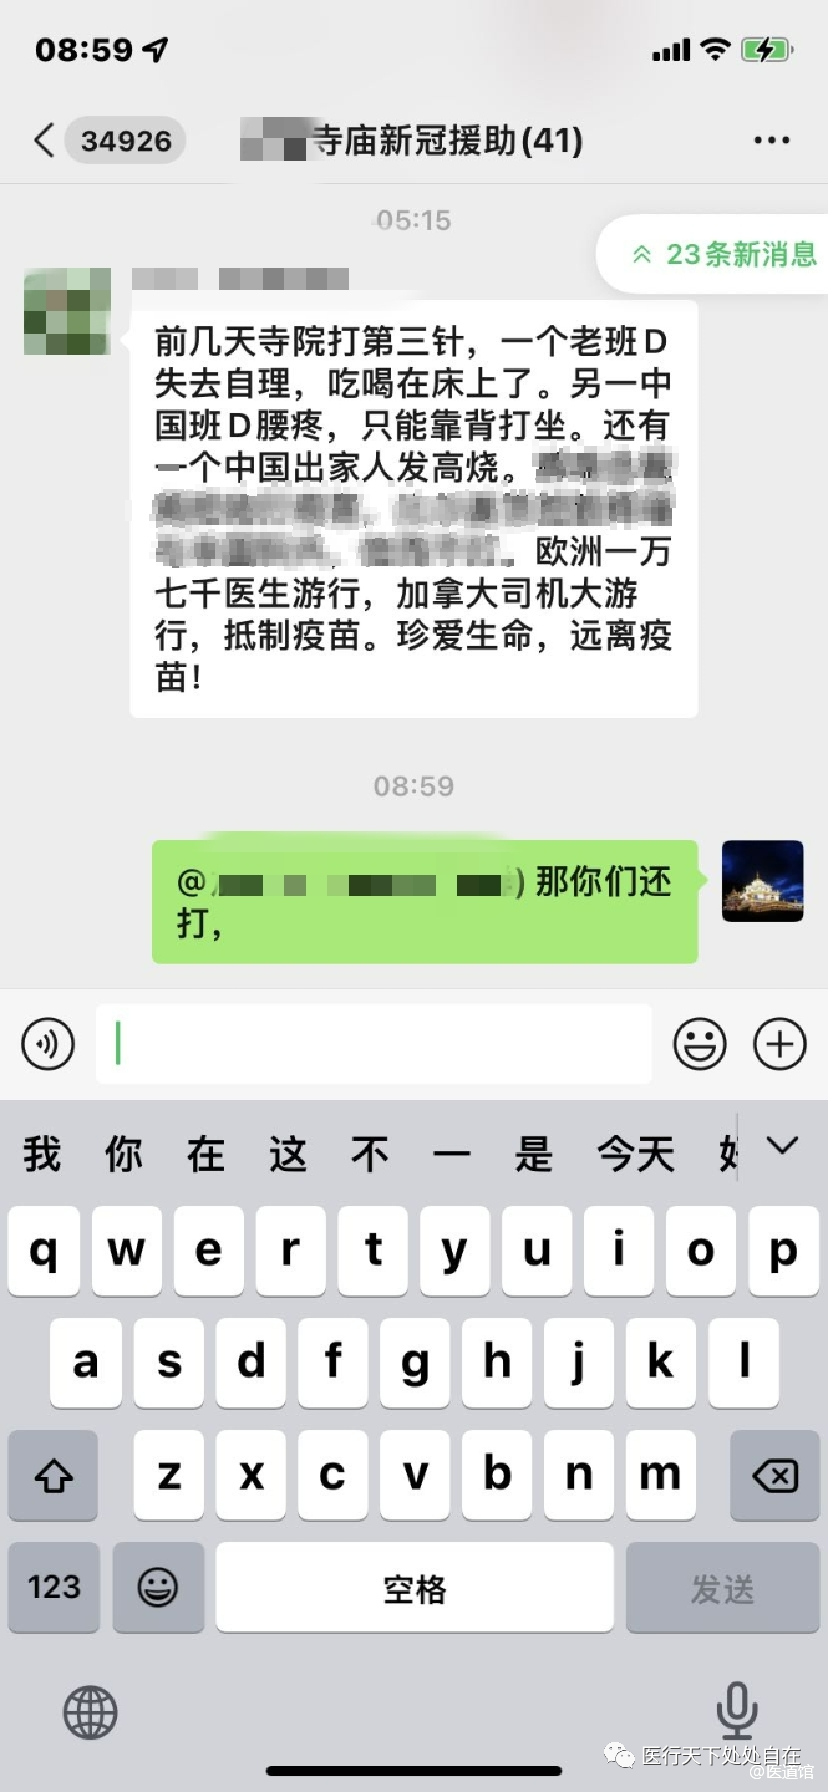 08:59
34926
寺庙新冠援助(41)
05:15
23条新消息
前几天寺院打第三针，一个老班D
失去自理，吃喝在床上了。另一中
国班D腰疼，只能靠背打坐。还有
一个中国出家人发高烧。
欧洲一万
七千医生游行，加拿大司机大游
行，抵制疫苗。珍爱生命，远离疫
苗！
08:59
@
) 那你们还
打，
我 你 在 这 不 一 是 今天 好
q w e r t y u i o p
a s d f g h j k l
z x c v b n m
123 空格 发送
医行天下处处自在
@医道馆